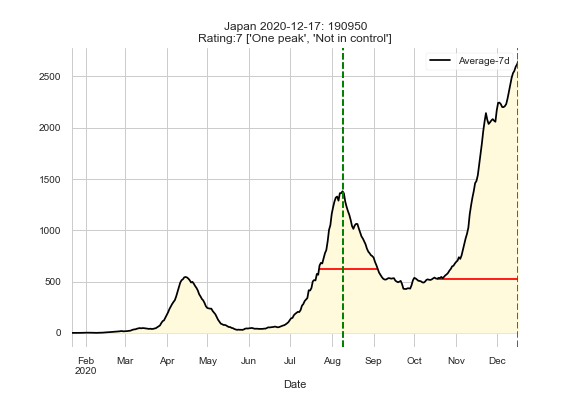 Japan 2020-12-17: 190950
Rating:7 ['One peak', 'Not in control']
Average-7d
2500
2000
1500
1000
500
0
Feb Mar Apr May Jun Jul Aug Sep Oct Nov Dec
2020
Date